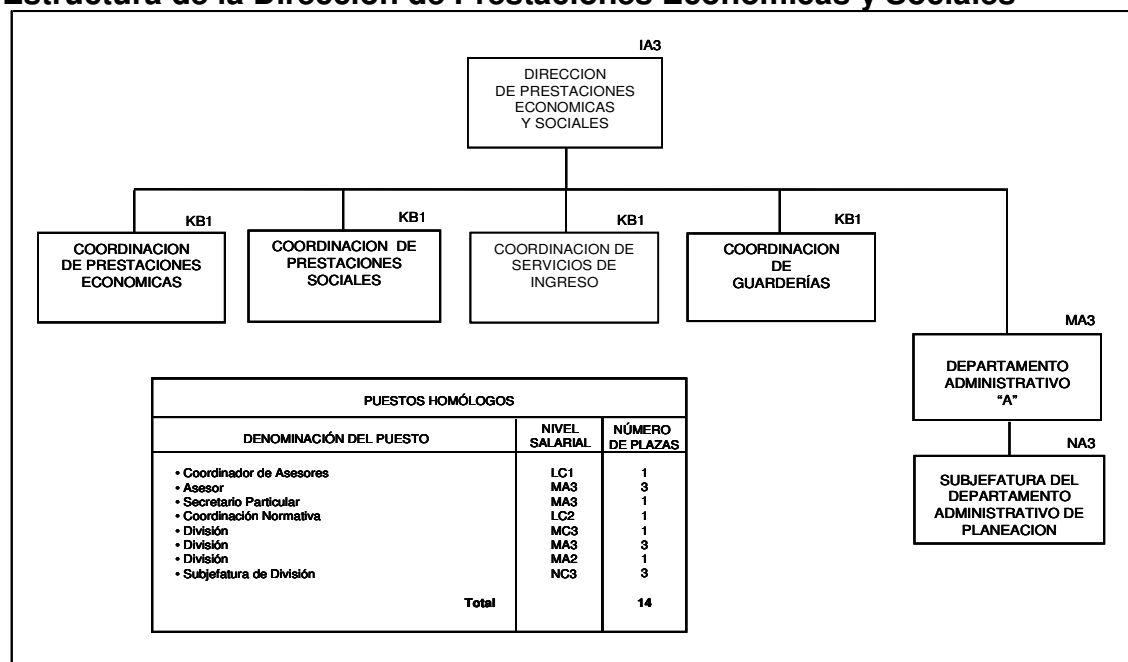 Estructura de la Dirección de Prestaciones Económicas y Sociales
IA3
DIRECCION
DE PRESTACIONES
ECONOMICAS
Y SOCIALES
KB1
COORDINACION
DE PRESTACIONES
ECONOMICAS
KB1
COORDINACION DE
PRESTACIONES
SOCIALES
KB1
COORDINACION DE
SERVICIOS DE
INGRESO
KB1
COORDINACION
DE
GUARDERÍAS
MA3
DEPARTAMENTO
ADMINISTRATIVO
“A”
NA3
SUBJEFATURA DEL
DEPARTAMENTO
ADMINISTRATIVO DE
PLANEACION
PUESTOS HOMÓLOGOS
DENOMINACIÓN DEL PUESTO NIVEL SALARIAL NÚMERO DE PLAZAS
• Coordinador de Asesores LC1 1
• Asesor MA3 3
• Secretario Particular MA3 1
• Coordinación Normativa LC2 1
• División MC3 1
• División MA3 3
• División MA2 1
• Subjefatura de División NC3 3
Total 14